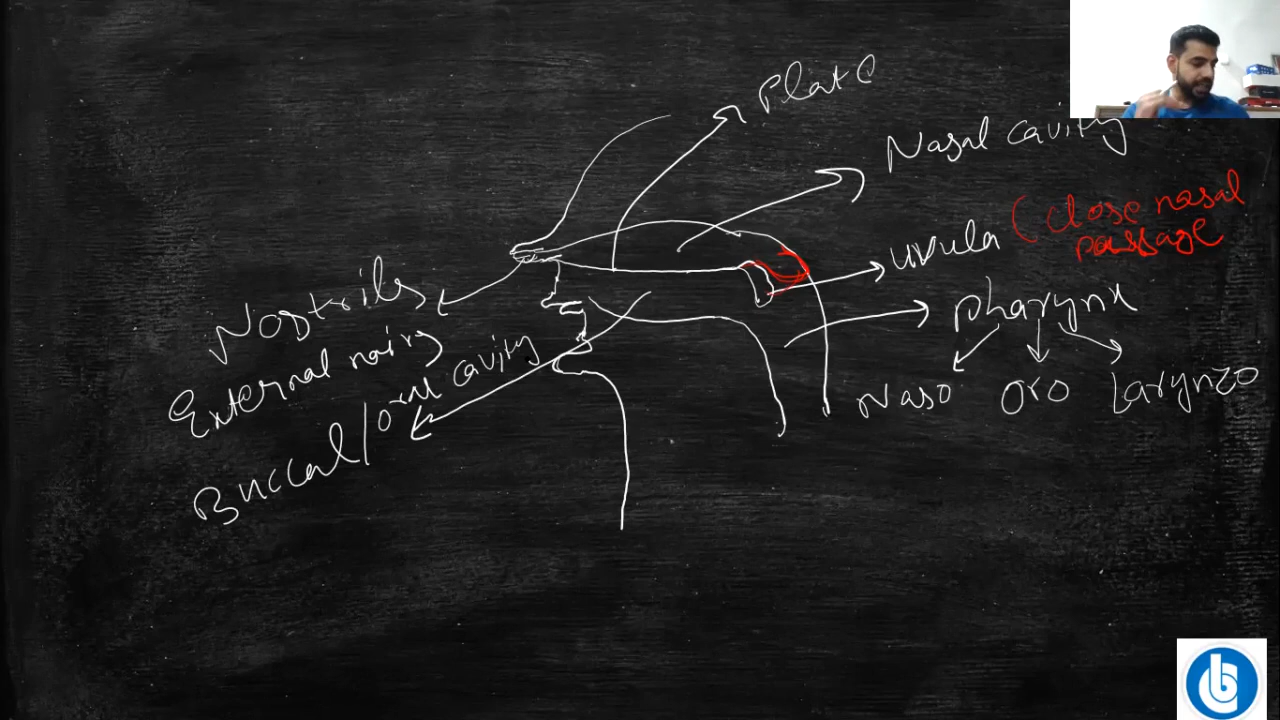 Plate
Nasal cavity
uvula (close nasal
passage
pharynx
Naso oro Laryngo
Nostrils
External nairs
Buccal/oral cavity